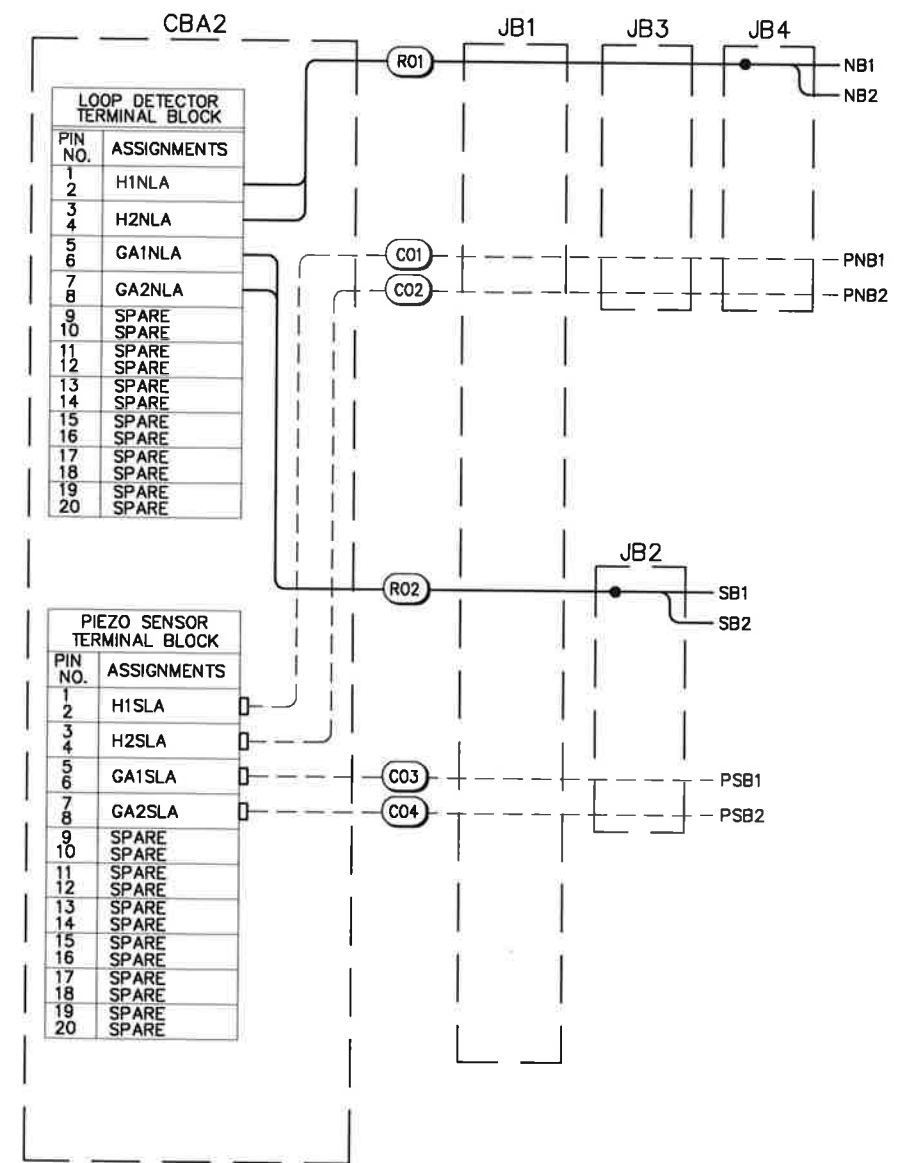 CBA2
JB1
JB3
JB4
R01
NB1
NB2
LOOP DETECTOR
TERMINAL BLOCK
PIN
NO.
ASSIGNMENTS
1
2
H1NLA
3
4
H2NLA
5
6
GA1NLA
7
8
GA2NLA
9 SPARE
10 SPARE
11 SPARE
12 SPARE
13 SPARE
14 SPARE
15 SPARE
16 SPARE
17 SPARE
18 SPARE
19 SPARE
20 SPARE
C01
PNB1
C02
PNB2
JB2
R02
SB1
SB2
PIEZO SENSOR
TERMINAL BLOCK
PIN
NO.
ASSIGNMENTS
1
2
H1SLA
3
4
H2SLA
5
6
GA1SLA
7
8
GA2SLA
9 SPARE
10 SPARE
11 SPARE
12 SPARE
13 SPARE
14 SPARE
15 SPARE
16 SPARE
17 SPARE
18 SPARE
19 SPARE
20 SPARE
C03
PSB1
C04
PSB2